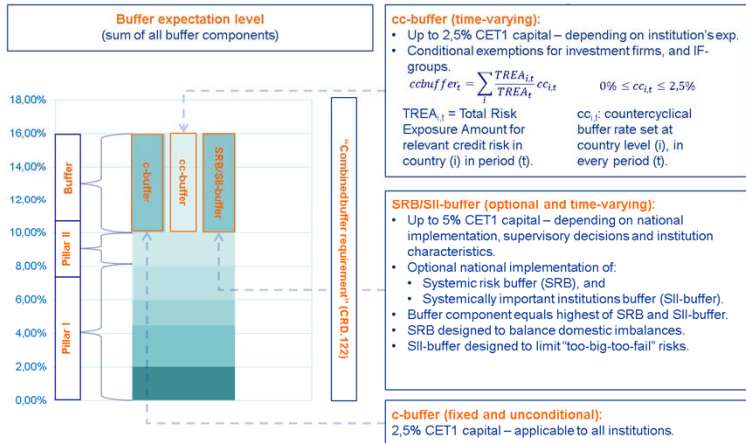 Buffer expectation level
(sum of all buffer components)
18,00%
16,00%
14,00%
12,00%
10,00%
8,00%
6,00%
4,00%
2,00%
0,00%
Buffer
Pillar II
Pillar I
c-buffer
cc-buffer
SRB/SII-buffer
"Combined buffer
requirement" (CRD.122)
cc-buffer (time-varying):
• Up to 2,5% CET1 capital – depending on institution's exp.
• Conditional exemptions for investment firms, and IF-
groups.
ccbuffer_t = ∑_i TREA_{i,t}/TREA_t cc_{i,t}   0% ≤ cc_{i,t} ≤ 2,5%
TREA_{i,t} = Total Risk
Exposure Amount for
relevant credit risk in
country (i) in period (t).
cc_{i,t}: countercyclical
buffer rate set at
country level (i), in
every period (t).
SRB/SII-buffer (optional and time-varying):
• Up to 5% CET1 capital – depending on national
implementation, supervisory decisions and institution
characteristics.
• Optional national implementation of:
• Systemic risk buffer (SRB), and
• Systemically important institutions buffer (SII-buffer).
• Buffer component equals highest of SRB and SII-buffer.
• SRB designed to balance domestic imbalances.
• SII-buffer designed to limit "too-big-too-fail" risks.
c-buffer (fixed and unconditional):
2,5% CET1 capital – applicable to all institutions.